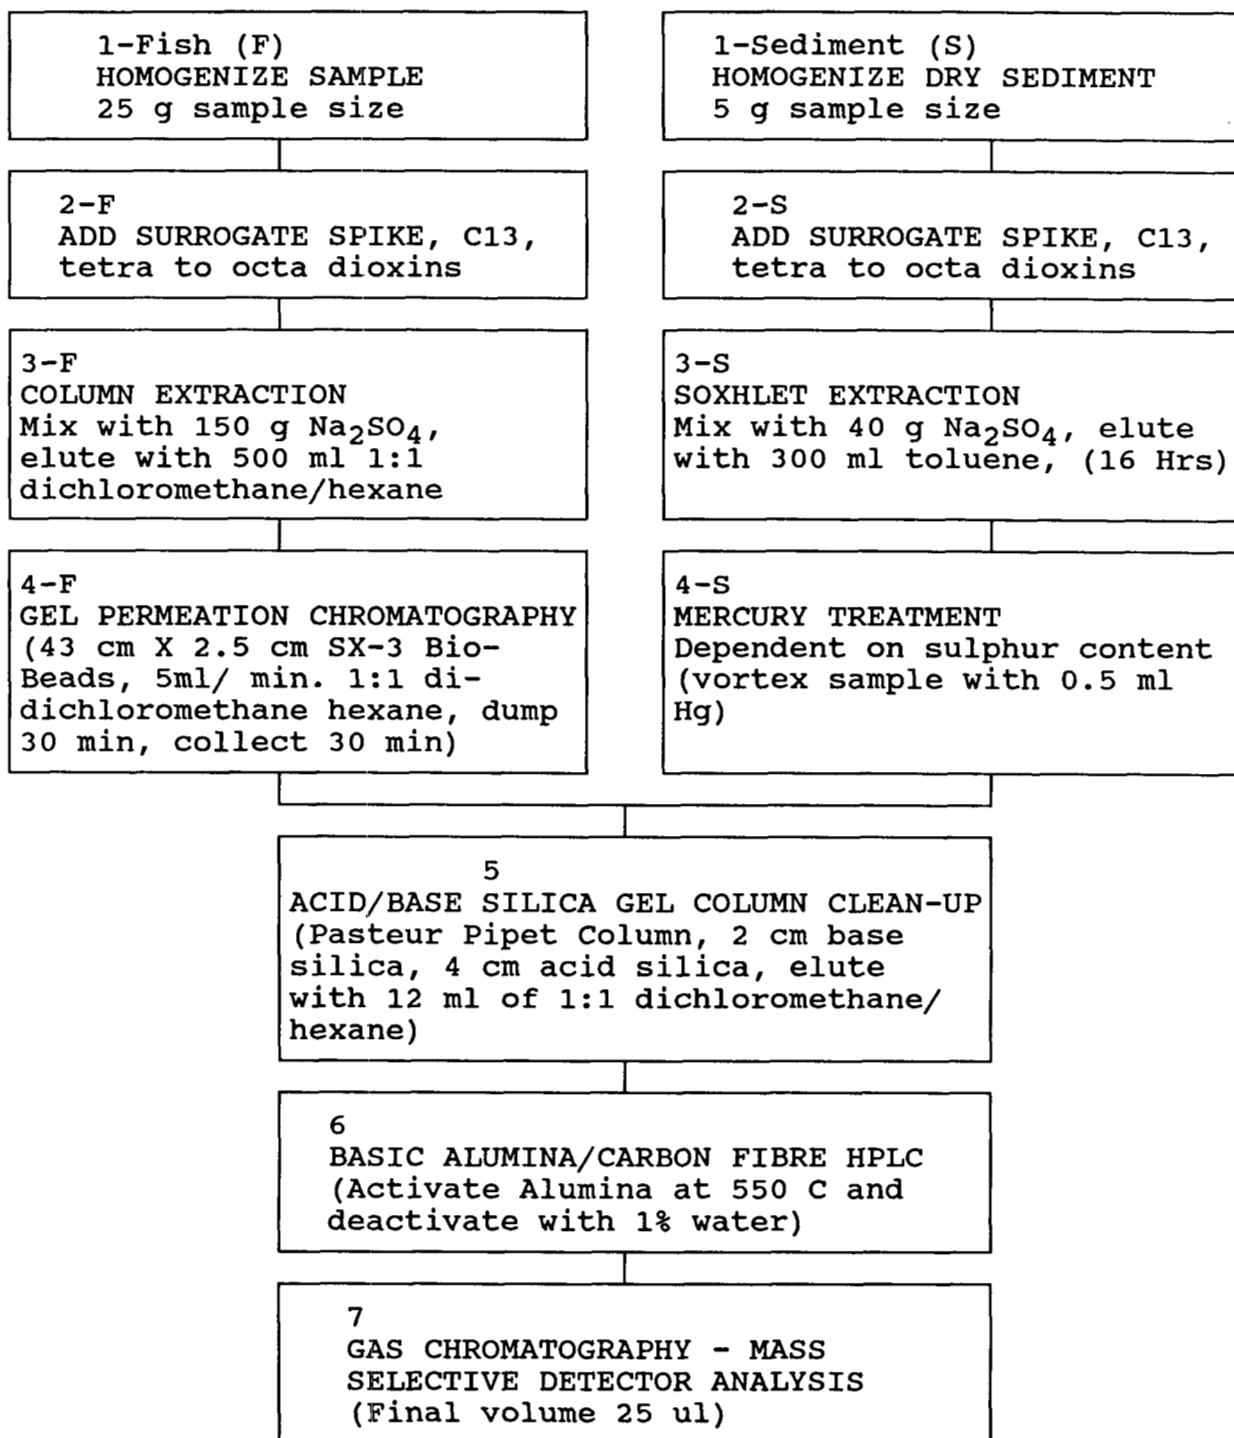 1-Fish (F)
HOMOGENIZE SAMPLE
25 g sample size
1-Sediment (S)
HOMOGENIZE DRY SEDIMENT
5 g sample size
2-F
ADD SURROGATE SPIKE, C13,
tetra to octa dioxins
2-S
ADD SURROGATE SPIKE, C13,
tetra to octa dioxins
3-F
COLUMN EXTRACTION
Mix with 150 g Na₂SO₄,
elute with 500 ml 1:1
dichloromethane/hexane
3-S
SOXHLET EXTRACTION
Mix with 40 g Na₂SO₄, elute
with 300 ml toluene, (16 Hrs)
4-F
GEL PERMEATION CHROMATOGRAPHY
(43 cm X 2.5 cm SX-3 Bio-
Beads, 5ml/ min. 1:1 di-
dichloromethane hexane, dump
30 min, collect 30 min)
4-S
MERCURY TREATMENT
Dependent on sulphur content
(vortex sample with 0.5 ml
Hg)
5
ACID/BASE SILICA GEL COLUMN CLEAN-UP
(Pasteur Pipet Column, 2 cm base
silica, 4 cm acid silica, elute
with 12 ml of 1:1 dichloromethane/
hexane)
6
BASIC ALUMINA/CARBON FIBRE HPLC
(Activate Alumina at 550 C and
deactivate with 1% water)
7
GAS CHROMATOGRAPHY - MASS
SELECTIVE DETECTOR ANALYSIS
(Final volume 25 ul)